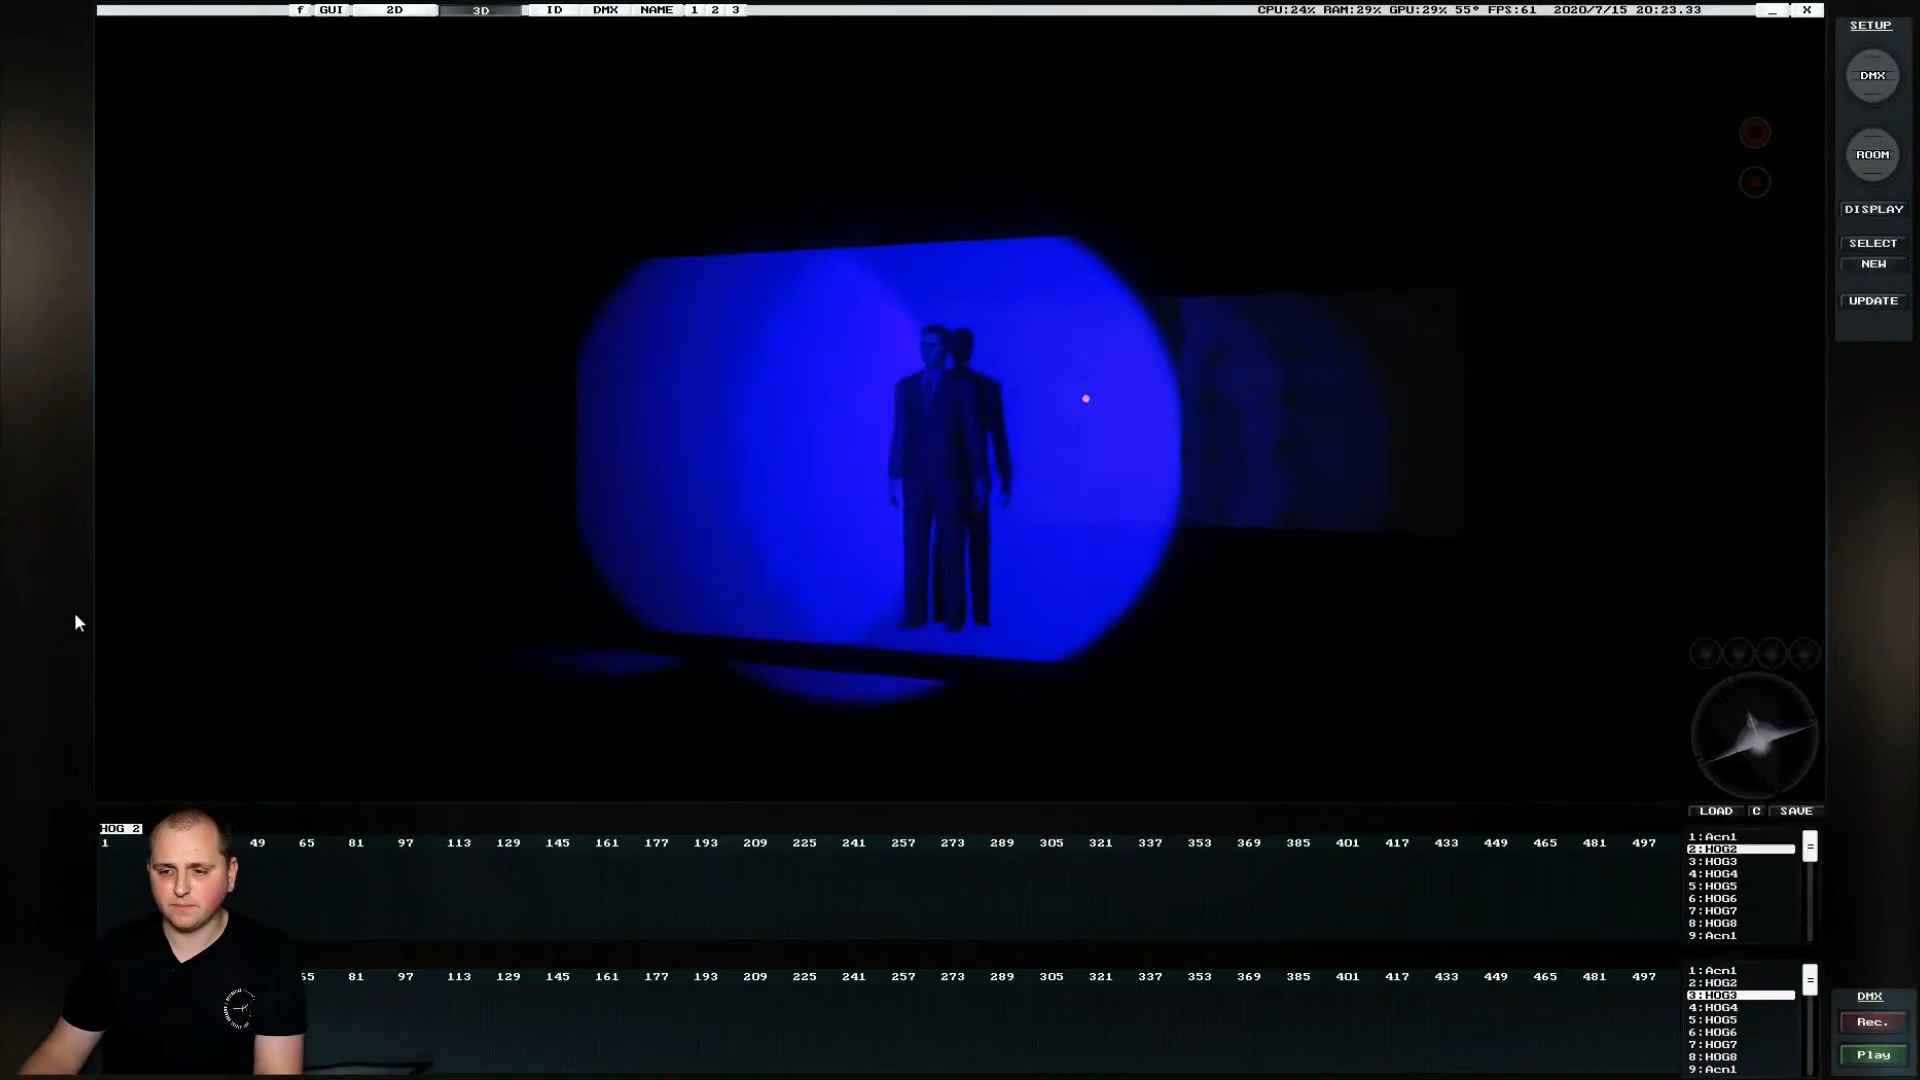 f GUI 2D 3D ID DMX NAME 1 2 3 CPU:24% RAM:29% GPU:29% 55° FPS:61 2020/7/15 20:23.33 _ X
SETUP
DMX
ROOM
DISPLAY
SELECT
NEW
UPDATE
LOAD C SAVE
HOG 2
1 49 65 81 97 113 129 145 161 177 193 209 225 241 257 273 289 305 321 337 353 369 385 401 417 433 449 465 481 497
1:Acn1
2:HOG2
3:HOG3
4:HOG4
5:HOG5
6:HOG6
7:HOG7
8:HOG8
9:Acn1
65 81 97 113 129 145 161 177 193 209 225 241 257 273 289 305 321 337 353 369 385 401 417 433 449 465 481 497
1:Acn1
2:HOG2
3:HOG3
4:HOG4
5:HOG5
6:HOG6
7:HOG7
8:HOG8
9:Acn1
DMX
Rec.
Play